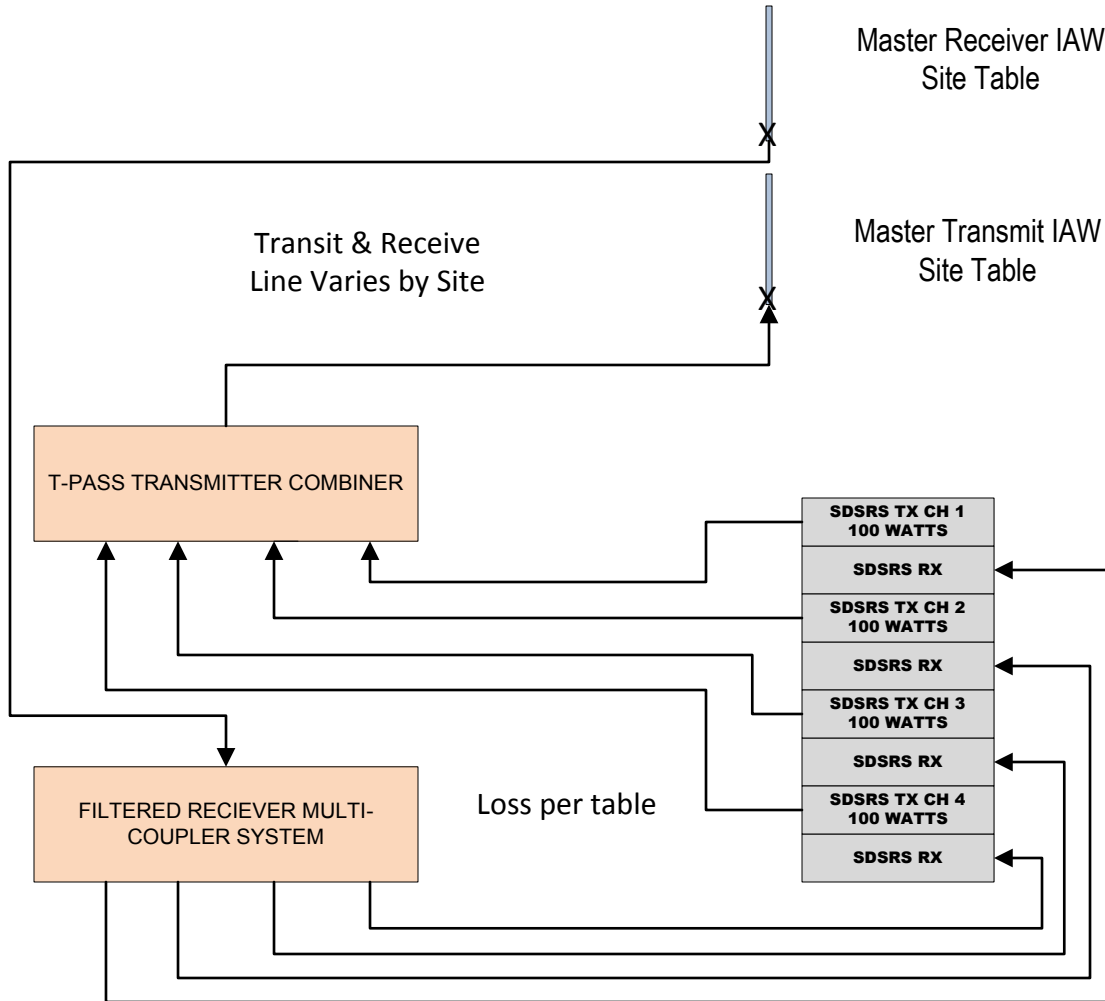 Master Receiver IAW
Site Table
Transit & Receive
Line Varies by Site
Master Transmit IAW
Site Table
T-PASS TRANSMITTER COMBINER
SDSRS TX CH 1
100 WATTS
SDSRS RX
SDSRS TX CH 2
100 WATTS
SDSRS RX
SDSRS TX CH 3
100 WATTS
SDSRS RX
SDSRS TX CH 4
100 WATTS
SDSRS RX
FILTERED RECIEVER MULTI-
COUPLER SYSTEM
Loss per table